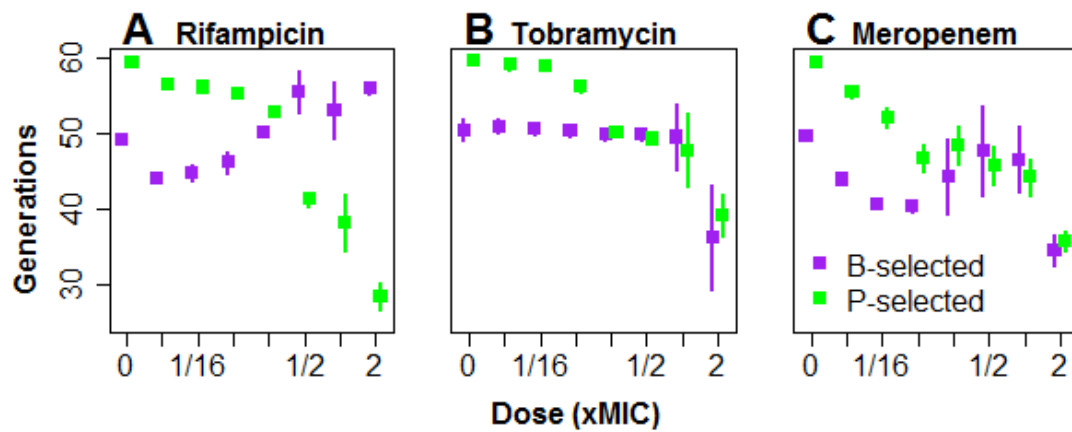 A Rifampicin
B Tobramycin
C Meropenem
Generations
60
50
40
30
B-selected
P-selected
0 1/16 1/2 2
0 1/16 1/2 2
0 1/16 1/2 2
Dose (xMIC)